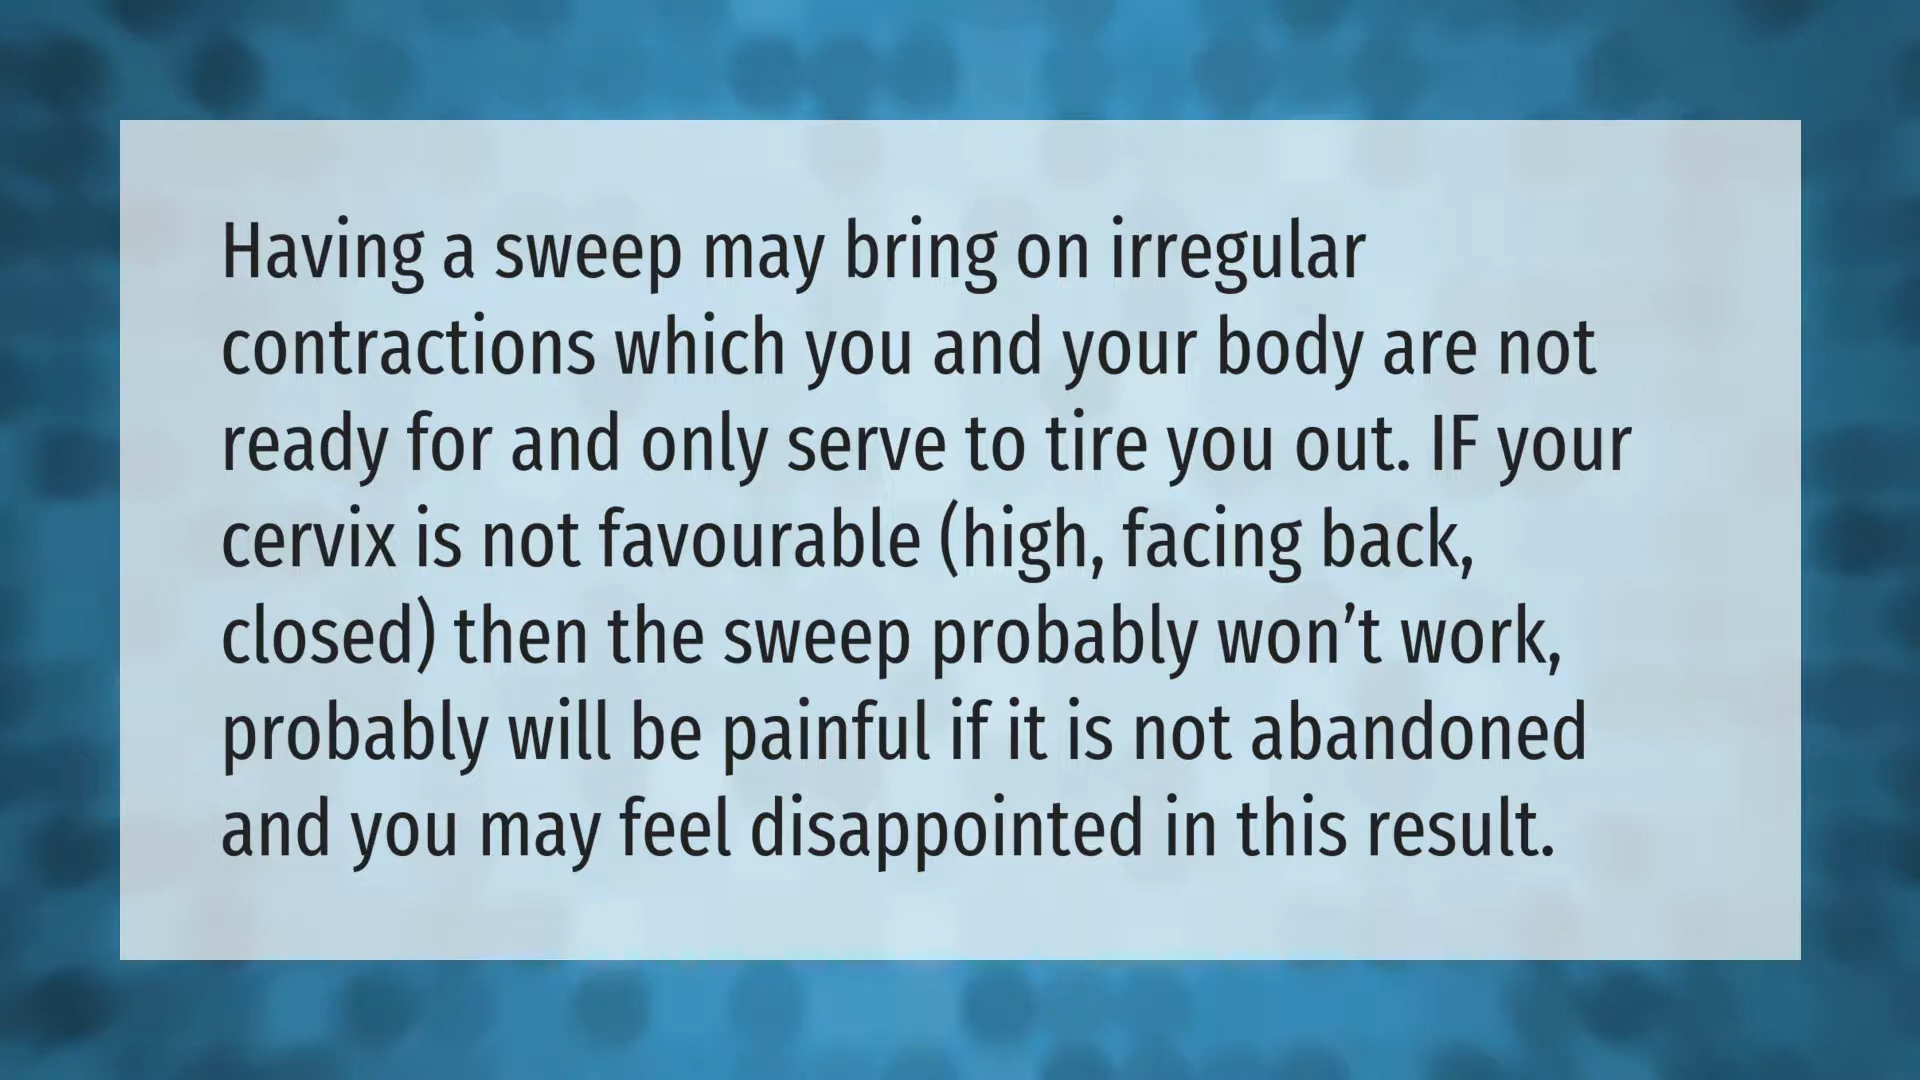 Having a sweep may bring on irregular
contractions which you and your body are not
ready for and only serve to tire you out. IF your
cervix is not favourable (high, facing back,
closed) then the sweep probably won’t work,
probably will be painful if it is not abandoned
and you may feel disappointed in this result.